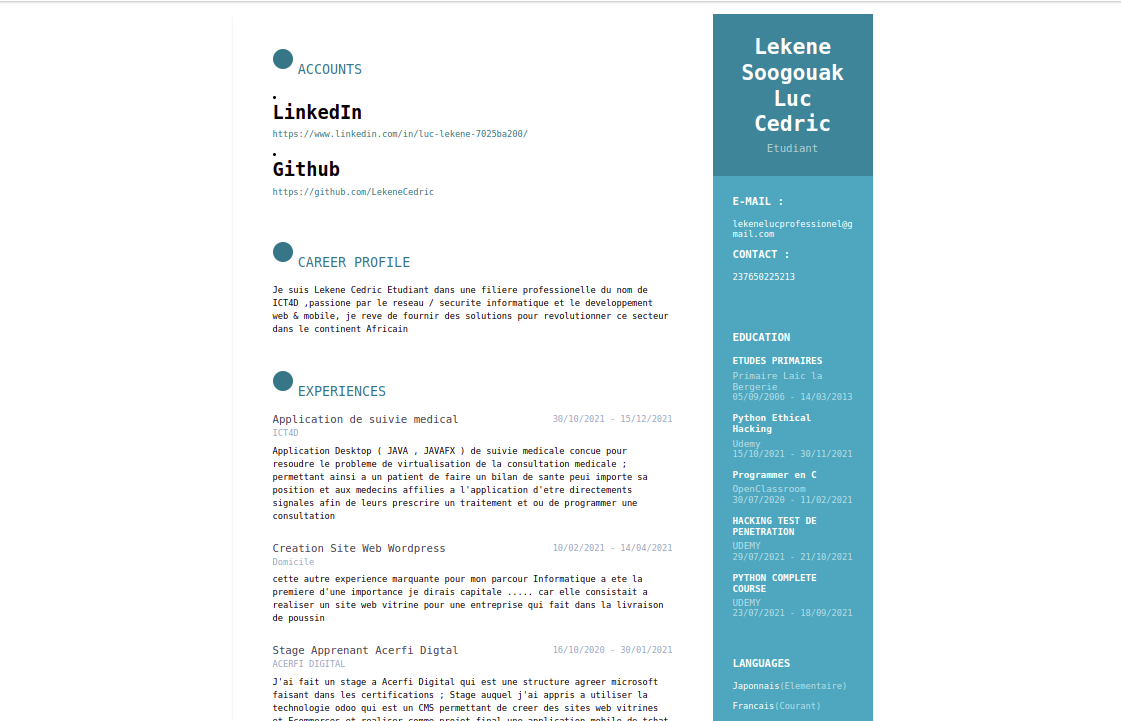 ACCOUNTS
LinkedIn
https://www.linkedin.com/in/luc-lekene-7025ba200/
Github
https://github.com/LekeneCedric
CAREER PROFILE
Je suis Lekene Cedric Etudiant dans une filiere professionelle du nom de
ICT4D ,passione par le reseau / securite informatique et le developpement
web & mobile, je reve de fournir des solutions pour revolutionner ce secteur
dans le continent Africain
EXPERIENCES
Application de suivie medical 30/10/2021 - 15/12/2021
ICT4D
Application Desktop ( JAVA , JAVAFX ) de suivie medicale concue pour
resoudre le probleme de virtualisation de la consultation medicale ;
permettant ainsi a un patient de faire un bilan de sante peui importe sa
position et aux medecins affilies a l'application d'etre directements
signales afin de leurs prescrire un traitement et ou de programmer une
consultation
Creation Site Web Wordpress 10/02/2021 - 14/04/2021
Domicile
cette autre experience marquante pour mon parcour Informatique a ete la
premiere d'une importance je dirais capitale ..... car elle consistait a
realiser un site web vitrine pour une entreprise qui fait dans la livraison
de poussin
Stage Apprenant Acerfi Digtal 16/10/2020 - 30/01/2021
ACERFI DIGITAL
J'ai fait un stage a Acerfi Digital qui est une structure agreer microsoft
faisant dans les certifications ; Stage auquel j'ai appris a utiliser la
technologie odoo qui est un CMS permettant de creer des sites web vitrines
et Ecommerces et realiser comme projet final une application mobile de tchat
Lekene
Soogouak
Luc
Cedric
Etudiant
E-MAIL :
lekenelucprofessionel@g
mail.com
CONTACT :
237650225213
EDUCATION
ETUDES PRIMAIRES
Primaire Laic la
Bergerie
05/09/2006 - 14/03/2013
Python Ethical
Hacking
Udemy
15/10/2021 - 30/11/2021
Programmer en C
OpenClassroom
30/07/2020 - 11/02/2021
HACKING TEST DE
PENETRATION
UDEMY
29/07/2021 - 21/10/2021
PYTHON COMPLETE
COURSE
UDEMY
23/07/2021 - 18/09/2021
LANGUAGES
Japonnais(Elementaire)
Francais(Courant)